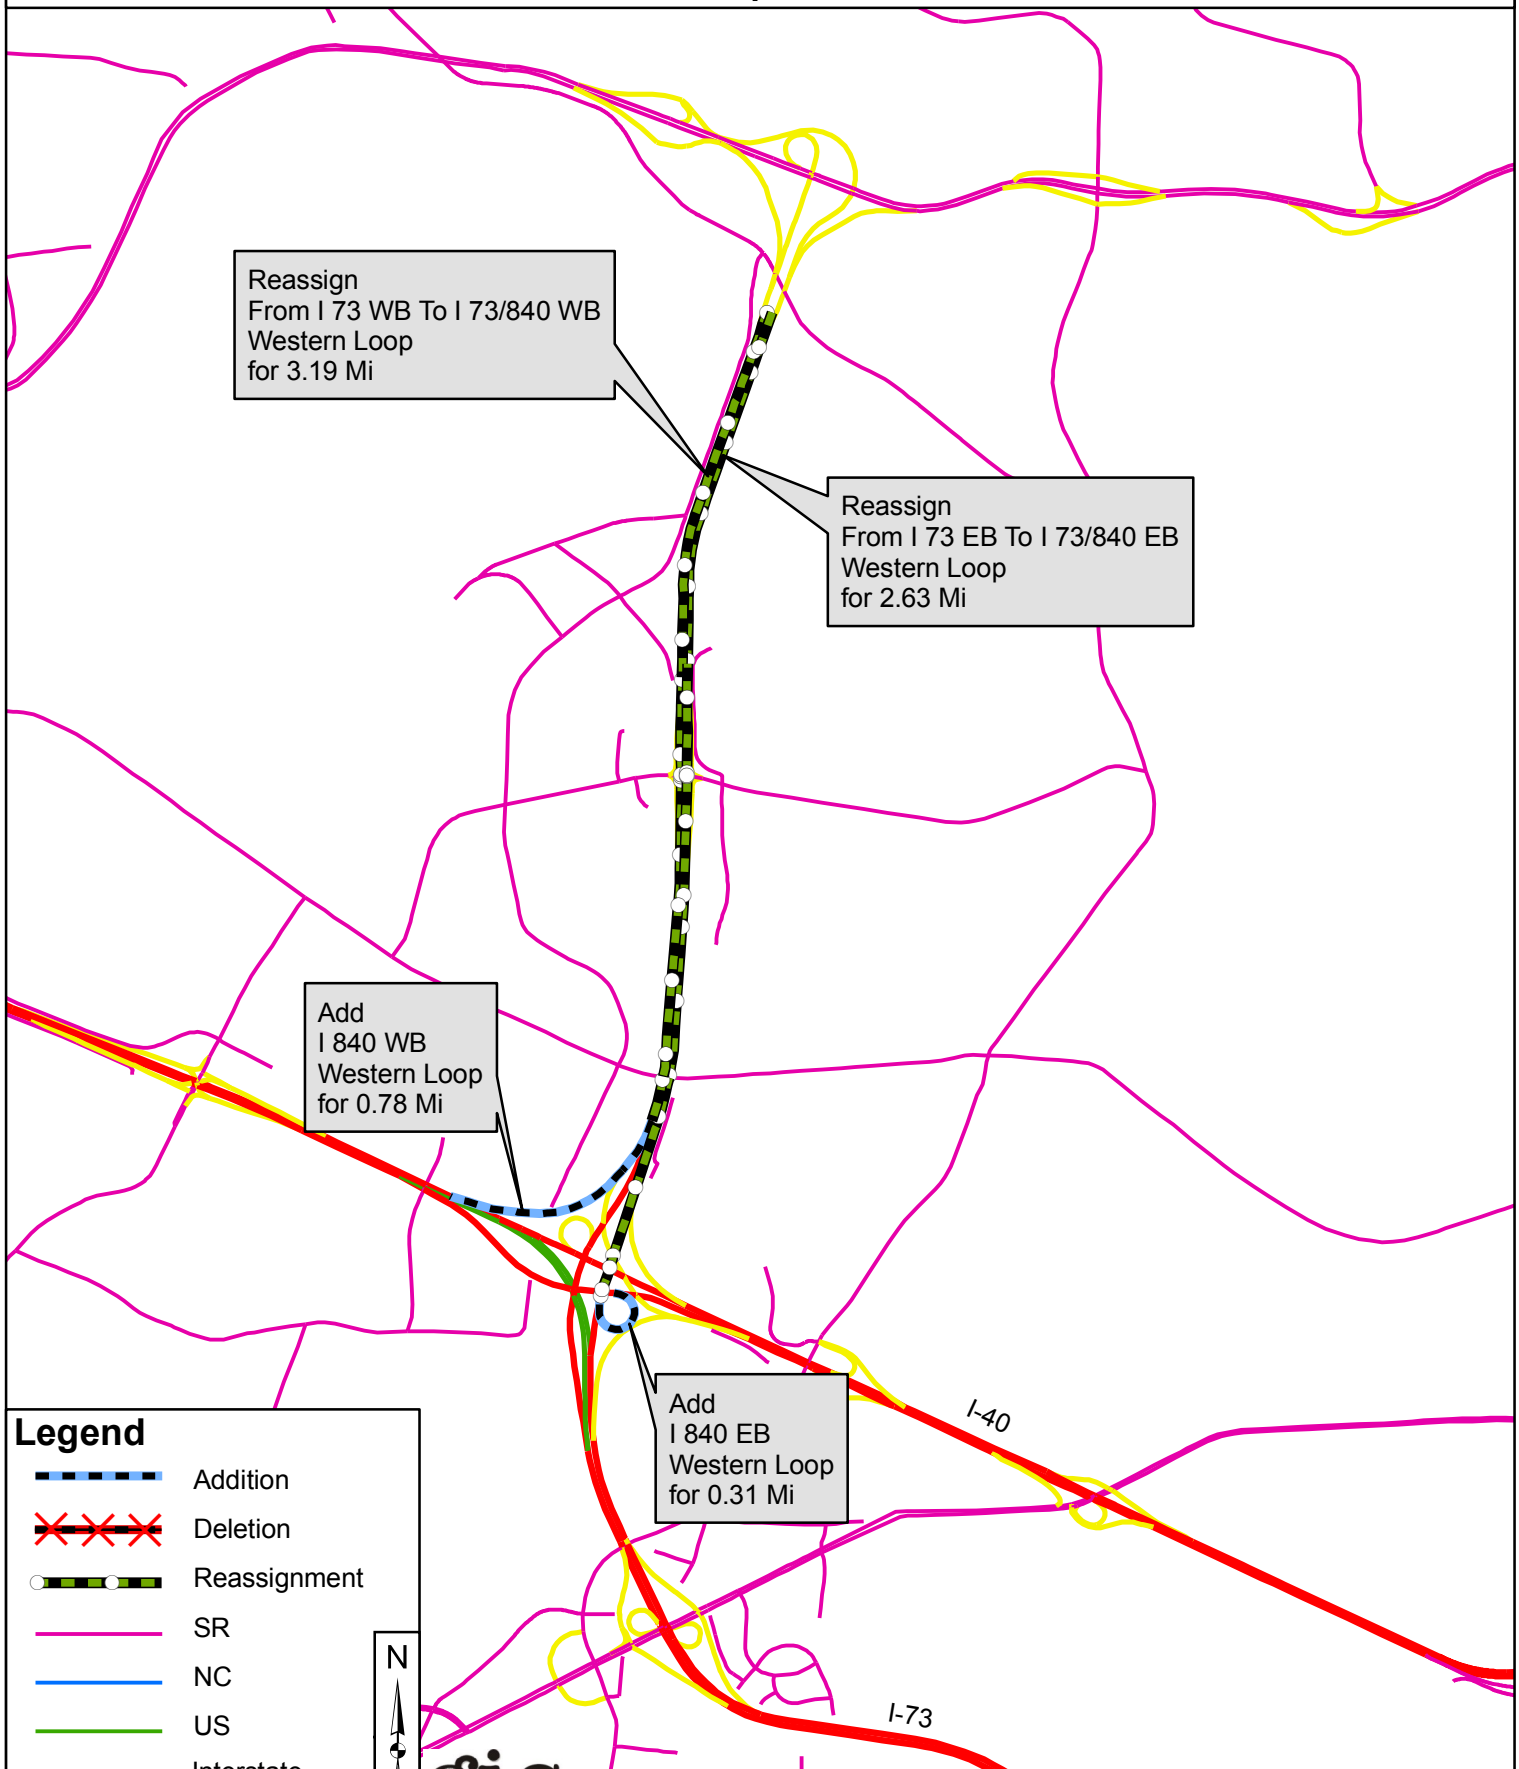 Reassign
From I 73 WB To I 73/840 WB
Western Loop
for 3.19 Mi
Reassign
From I 73 EB To I 73/840 EB
Western Loop
for 2.63 Mi
Add
I 840 WB
Western Loop
for 0.78 Mi
Add
I 840 EB
Western Loop
for 0.31 Mi
I-40
I-73
Legend
Addition
Deletion
Reassignment
SR
NC
US
Interstate
N